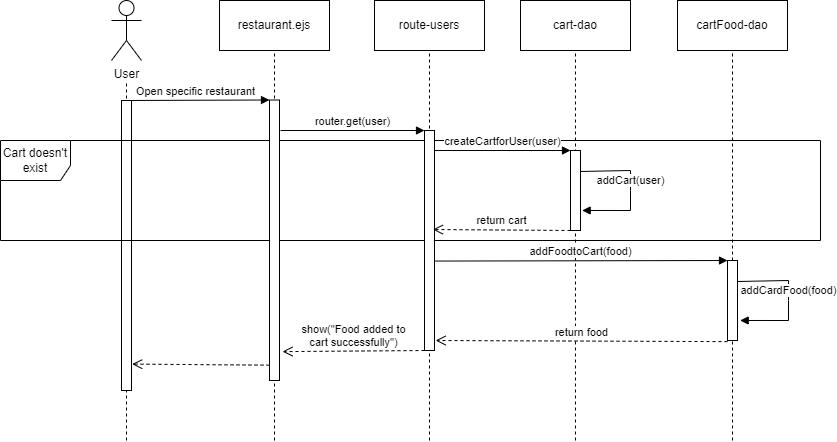 restaurant.ejs
route-users
cart-dao
cartFood-dao
User
Open specific restaurant
router.get(user)
createCartforUser(user)
Cart doesn't
exist
addCart(user)
return cart
addFoodtoCart(food)
addCardFood(food)
show("Food added to
cart successfully")
return food